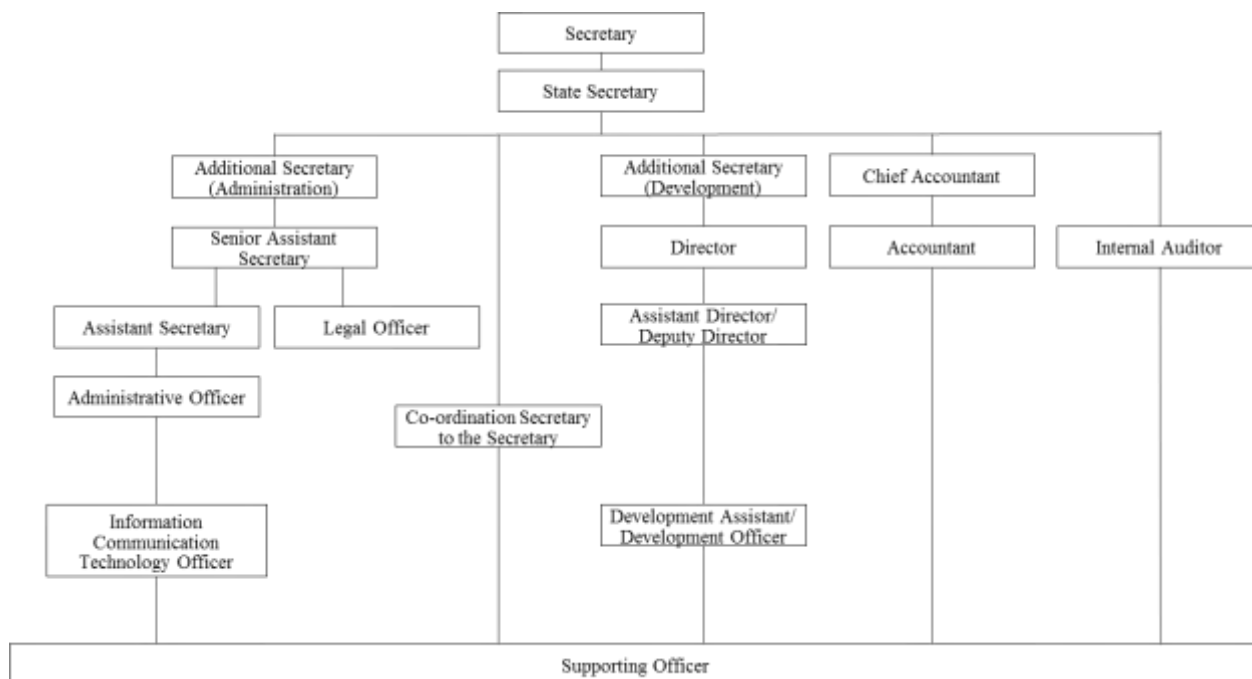 Secretary
State Secretary
Additional Secretary
(Administration)
Additional Secretary
(Development)
Chief Accountant
Senior Assistant
Secretary
Director
Accountant
Internal Auditor
Assistant Secretary
Legal Officer
Assistant Director/
Deputy Director
Administrative Officer
Co-ordination Secretary
to the Secretary
Information
Communication
Technology Officer
Development Assistant/
Development Officer
Supporting Officer